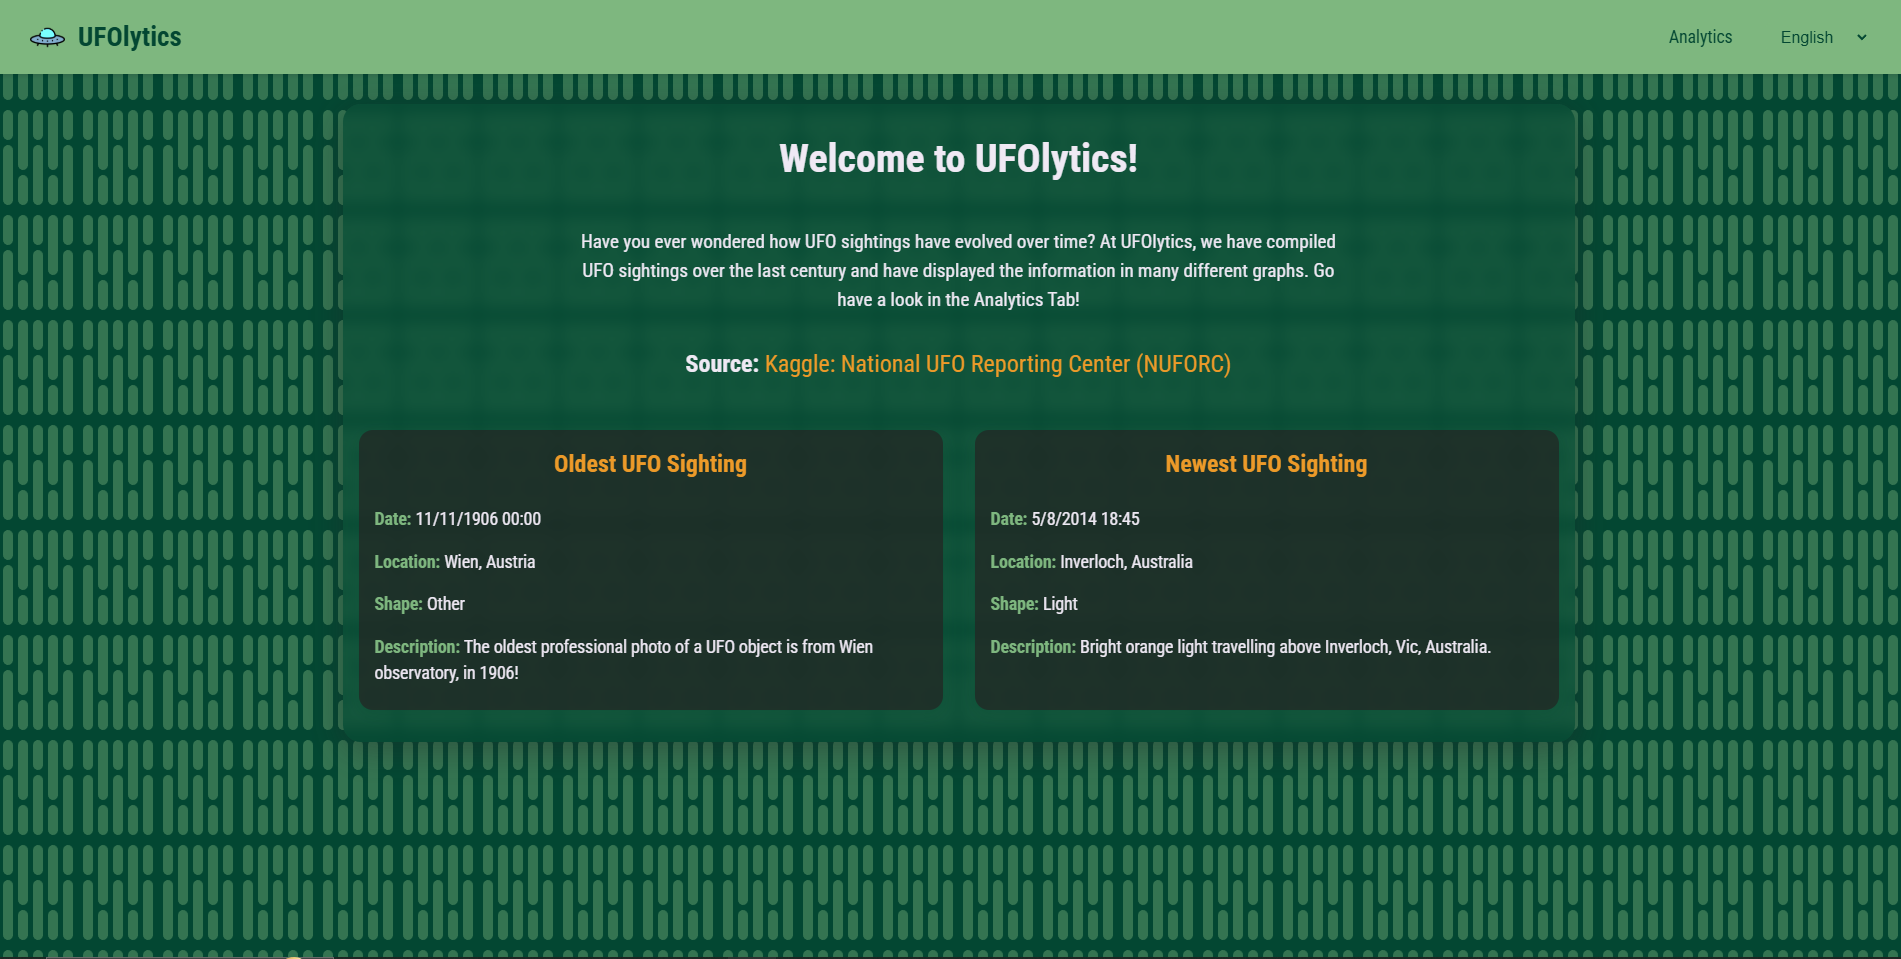 UFOlytics
Analytics
English
Welcome to UFOlytics!
Have you ever wondered how UFO sightings have evolved over time? At UFOlytics, we have compiled
UFO sightings over the last century and have displayed the information in many different graphs. Go
have a look in the Analytics Tab!
Source: Kaggle: National UFO Reporting Center (NUFORC)
Oldest UFO Sighting
Date: 11/11/1906 00:00
Location: Wien, Austria
Shape: Other
Description: The oldest professional photo of a UFO object is from Wien
observatory, in 1906!
Newest UFO Sighting
Date: 5/8/2014 18:45
Location: Inverloch, Australia
Shape: Light
Description: Bright orange light travelling above Inverloch, Vic, Australia.